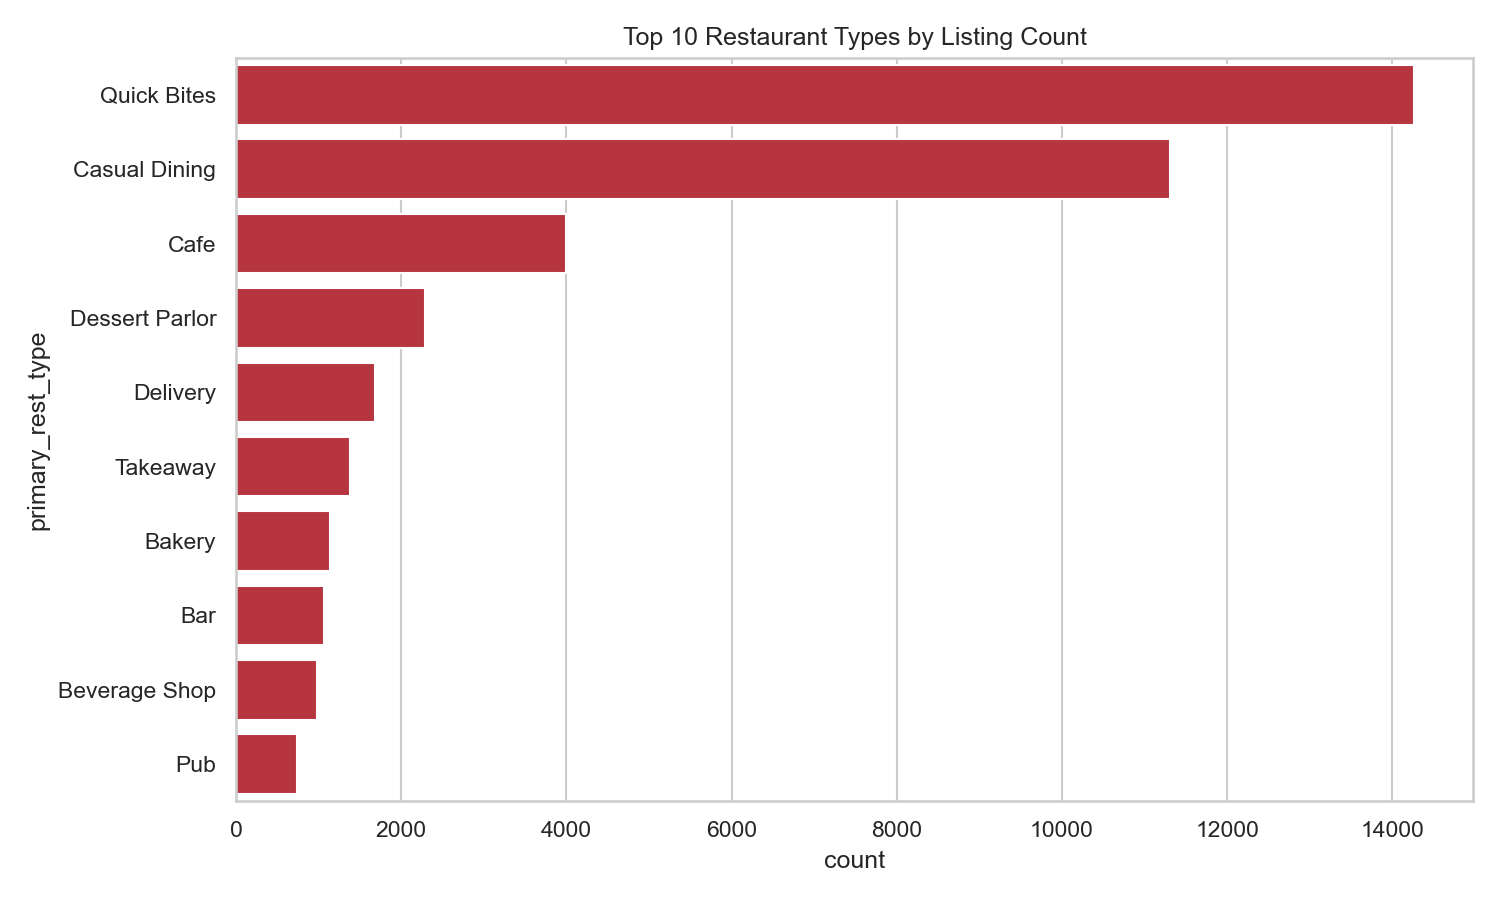 Top 10 Restaurant Types by Listing Count
primary_rest_type
Quick Bites
Casual Dining
Cafe
Dessert Parlor
Delivery
Takeaway
Bakery
Bar
Beverage Shop
Pub
0 2000 4000 6000 8000 10000 12000 14000
count